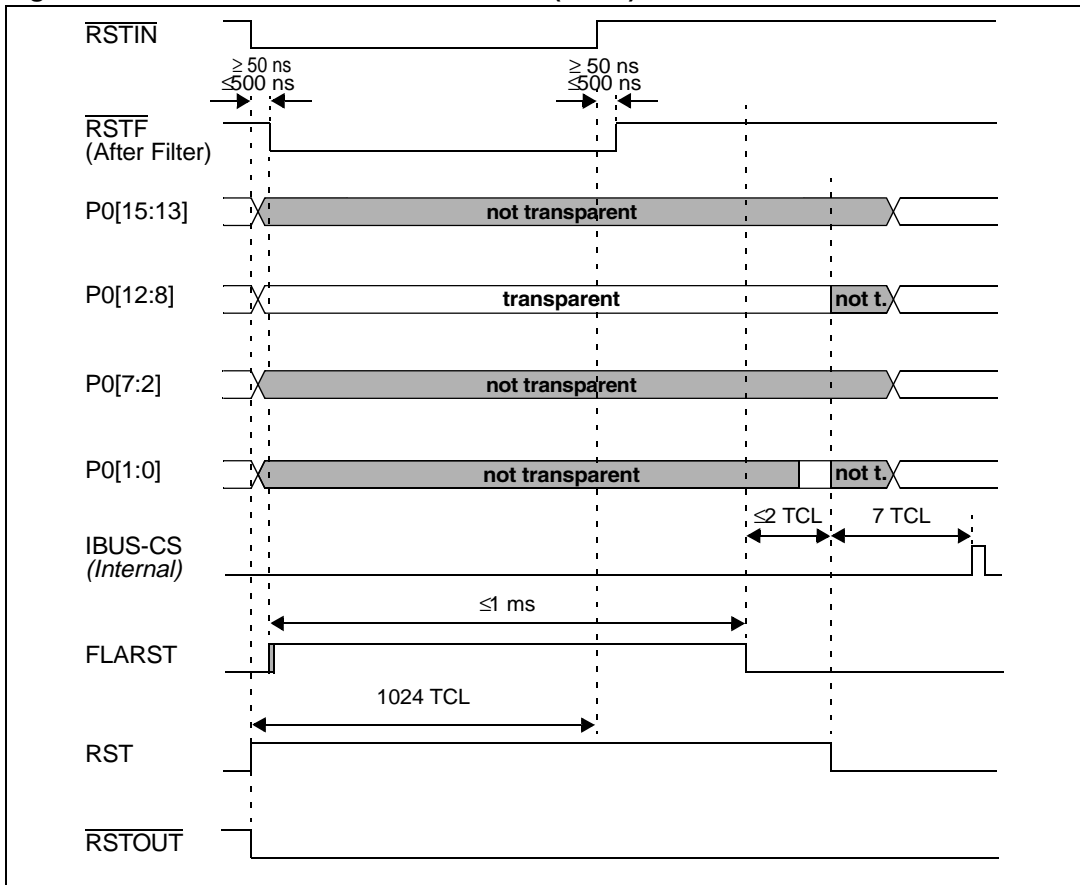 RSTIN
≥ 50 ns
≤500 ns
≥ 50 ns
≤500 ns
RSTF
(After Filter)
P0[15:13]
not transparent
P0[12:8]
transparent
not t.
P0[7:2]
not transparent
P0[1:0]
not transparent
not t.
≤2 TCL
7 TCL
IBUS-CS
(Internal)
≤1 ms
FLARST
1024 TCL
RST
RSTOUT